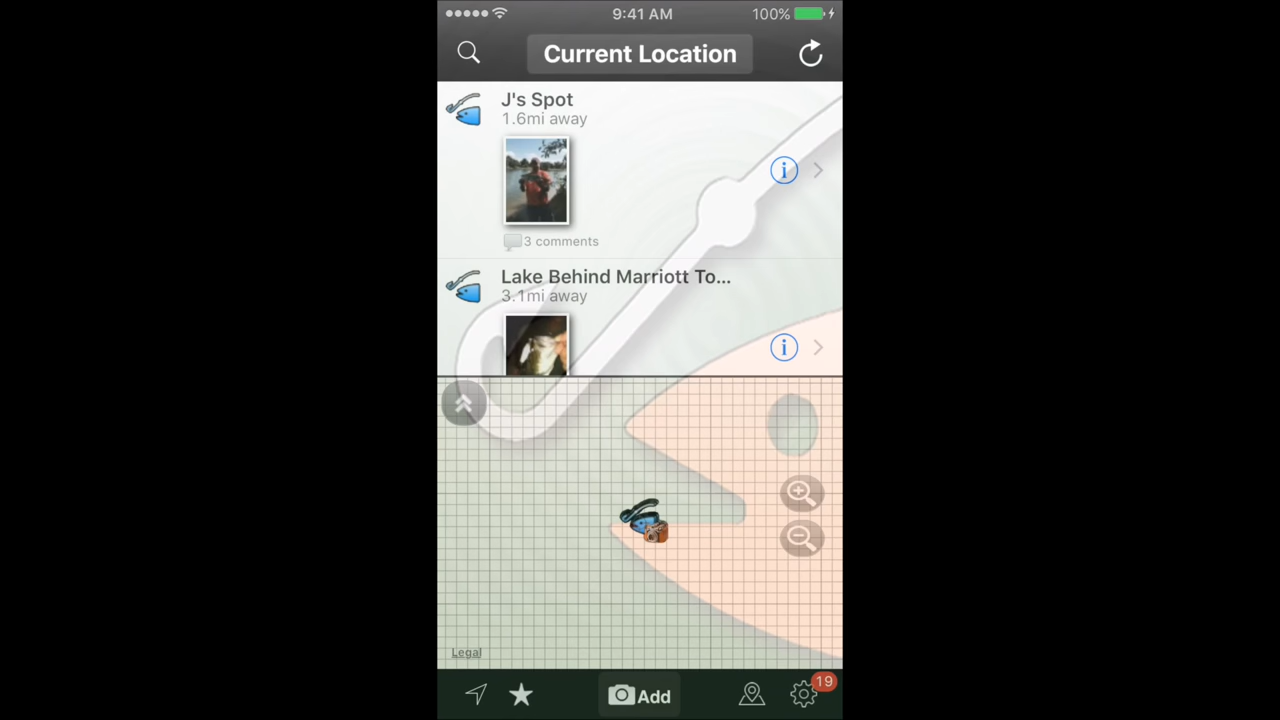 9:41 AM
100%
Current Location
J's Spot
1.6mi away
3 comments
Lake Behind Marriott To...
3.1mi away
Legal
Add
19